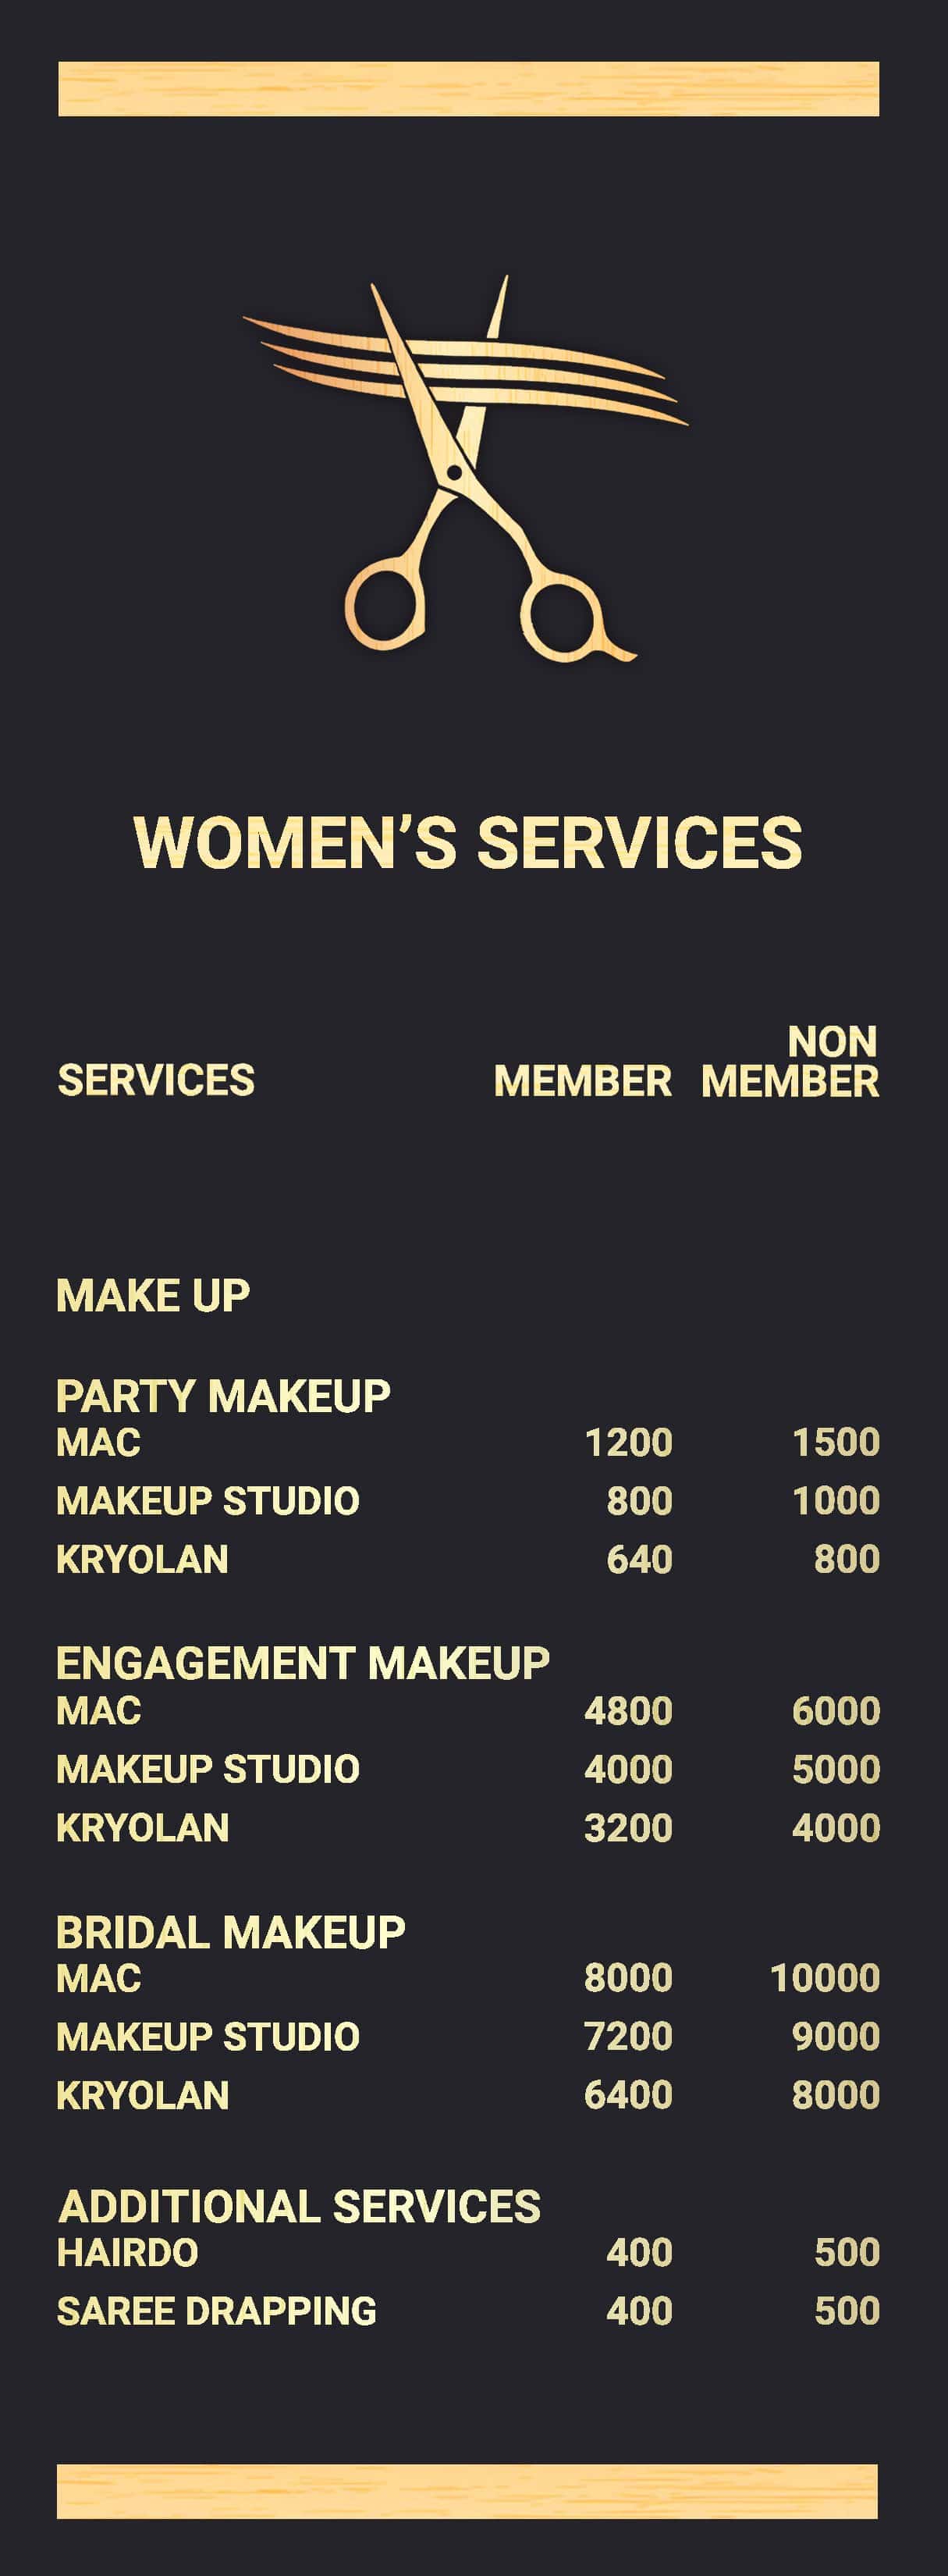 WOMEN’S SERVICES
NON
SERVICES MEMBER MEMBER
MAKE UP
PARTY MAKEUP
MAC 1200 1500
MAKEUP STUDIO 800 1000
KRYOLAN 640 800
ENGAGEMENT MAKEUP
MAC 4800 6000
MAKEUP STUDIO 4000 5000
KRYOLAN 3200 4000
BRIDAL MAKEUP
MAC 8000 10000
MAKEUP STUDIO 7200 9000
KRYOLAN 6400 8000
ADDITIONAL SERVICES
HAIRDO 400 500
SAREE DRAPPING 400 500